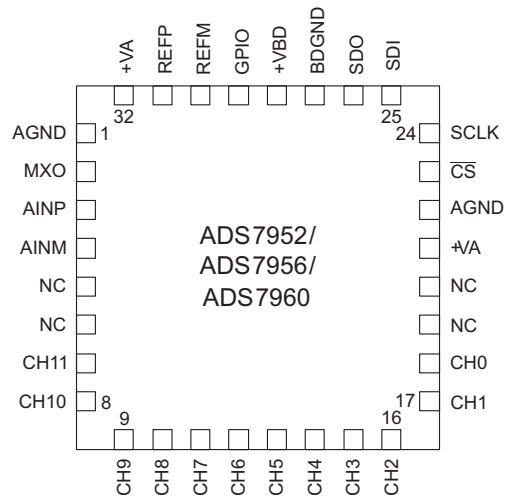 +VA
REFP
REFM
GPIO
+VBD
BDGND
SDO
SDI
32
25
AGND
1
24
SCLK
MXO
CS
AINP
AGND
AINM
+VA
NC
NC
NC
NC
CH11
CH0
CH10
8
17
CH1
ADS7952/
ADS7956/
ADS7960
9
16
CH9
CH8
CH7
CH6
CH5
CH4
CH3
CH2